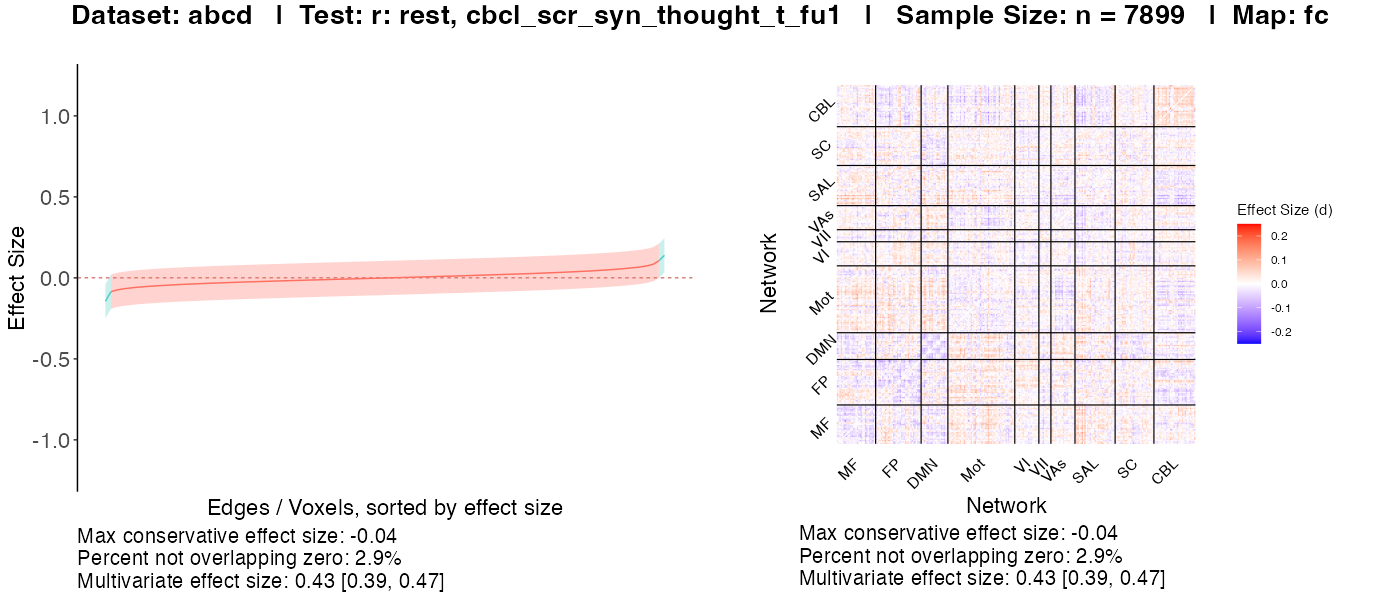 Dataset: abcd | Test: r: rest, cbcl_scr_syn_thought_t_fu1 | Sample Size: n = 7899 | Map: fc
Effect Size
1.0
0.5
0.0
-0.5
-1.0
Edges / Voxels, sorted by effect size
Max conservative effect size: -0.04
Percent not overlapping zero: 2.9%
Multivariate effect size: 0.43 [0.39, 0.47]
Network
CBL
SC
SAL
VAs
VII
VI
Mot
DMN
FP
MF
MF FP DMN Mot VI VII VAs SAL SC CBL
Network
Max conservative effect size: -0.04
Percent not overlapping zero: 2.9%
Multivariate effect size: 0.43 [0.39, 0.47]
Effect Size (d)
0.2
0.1
0.0
-0.1
-0.2